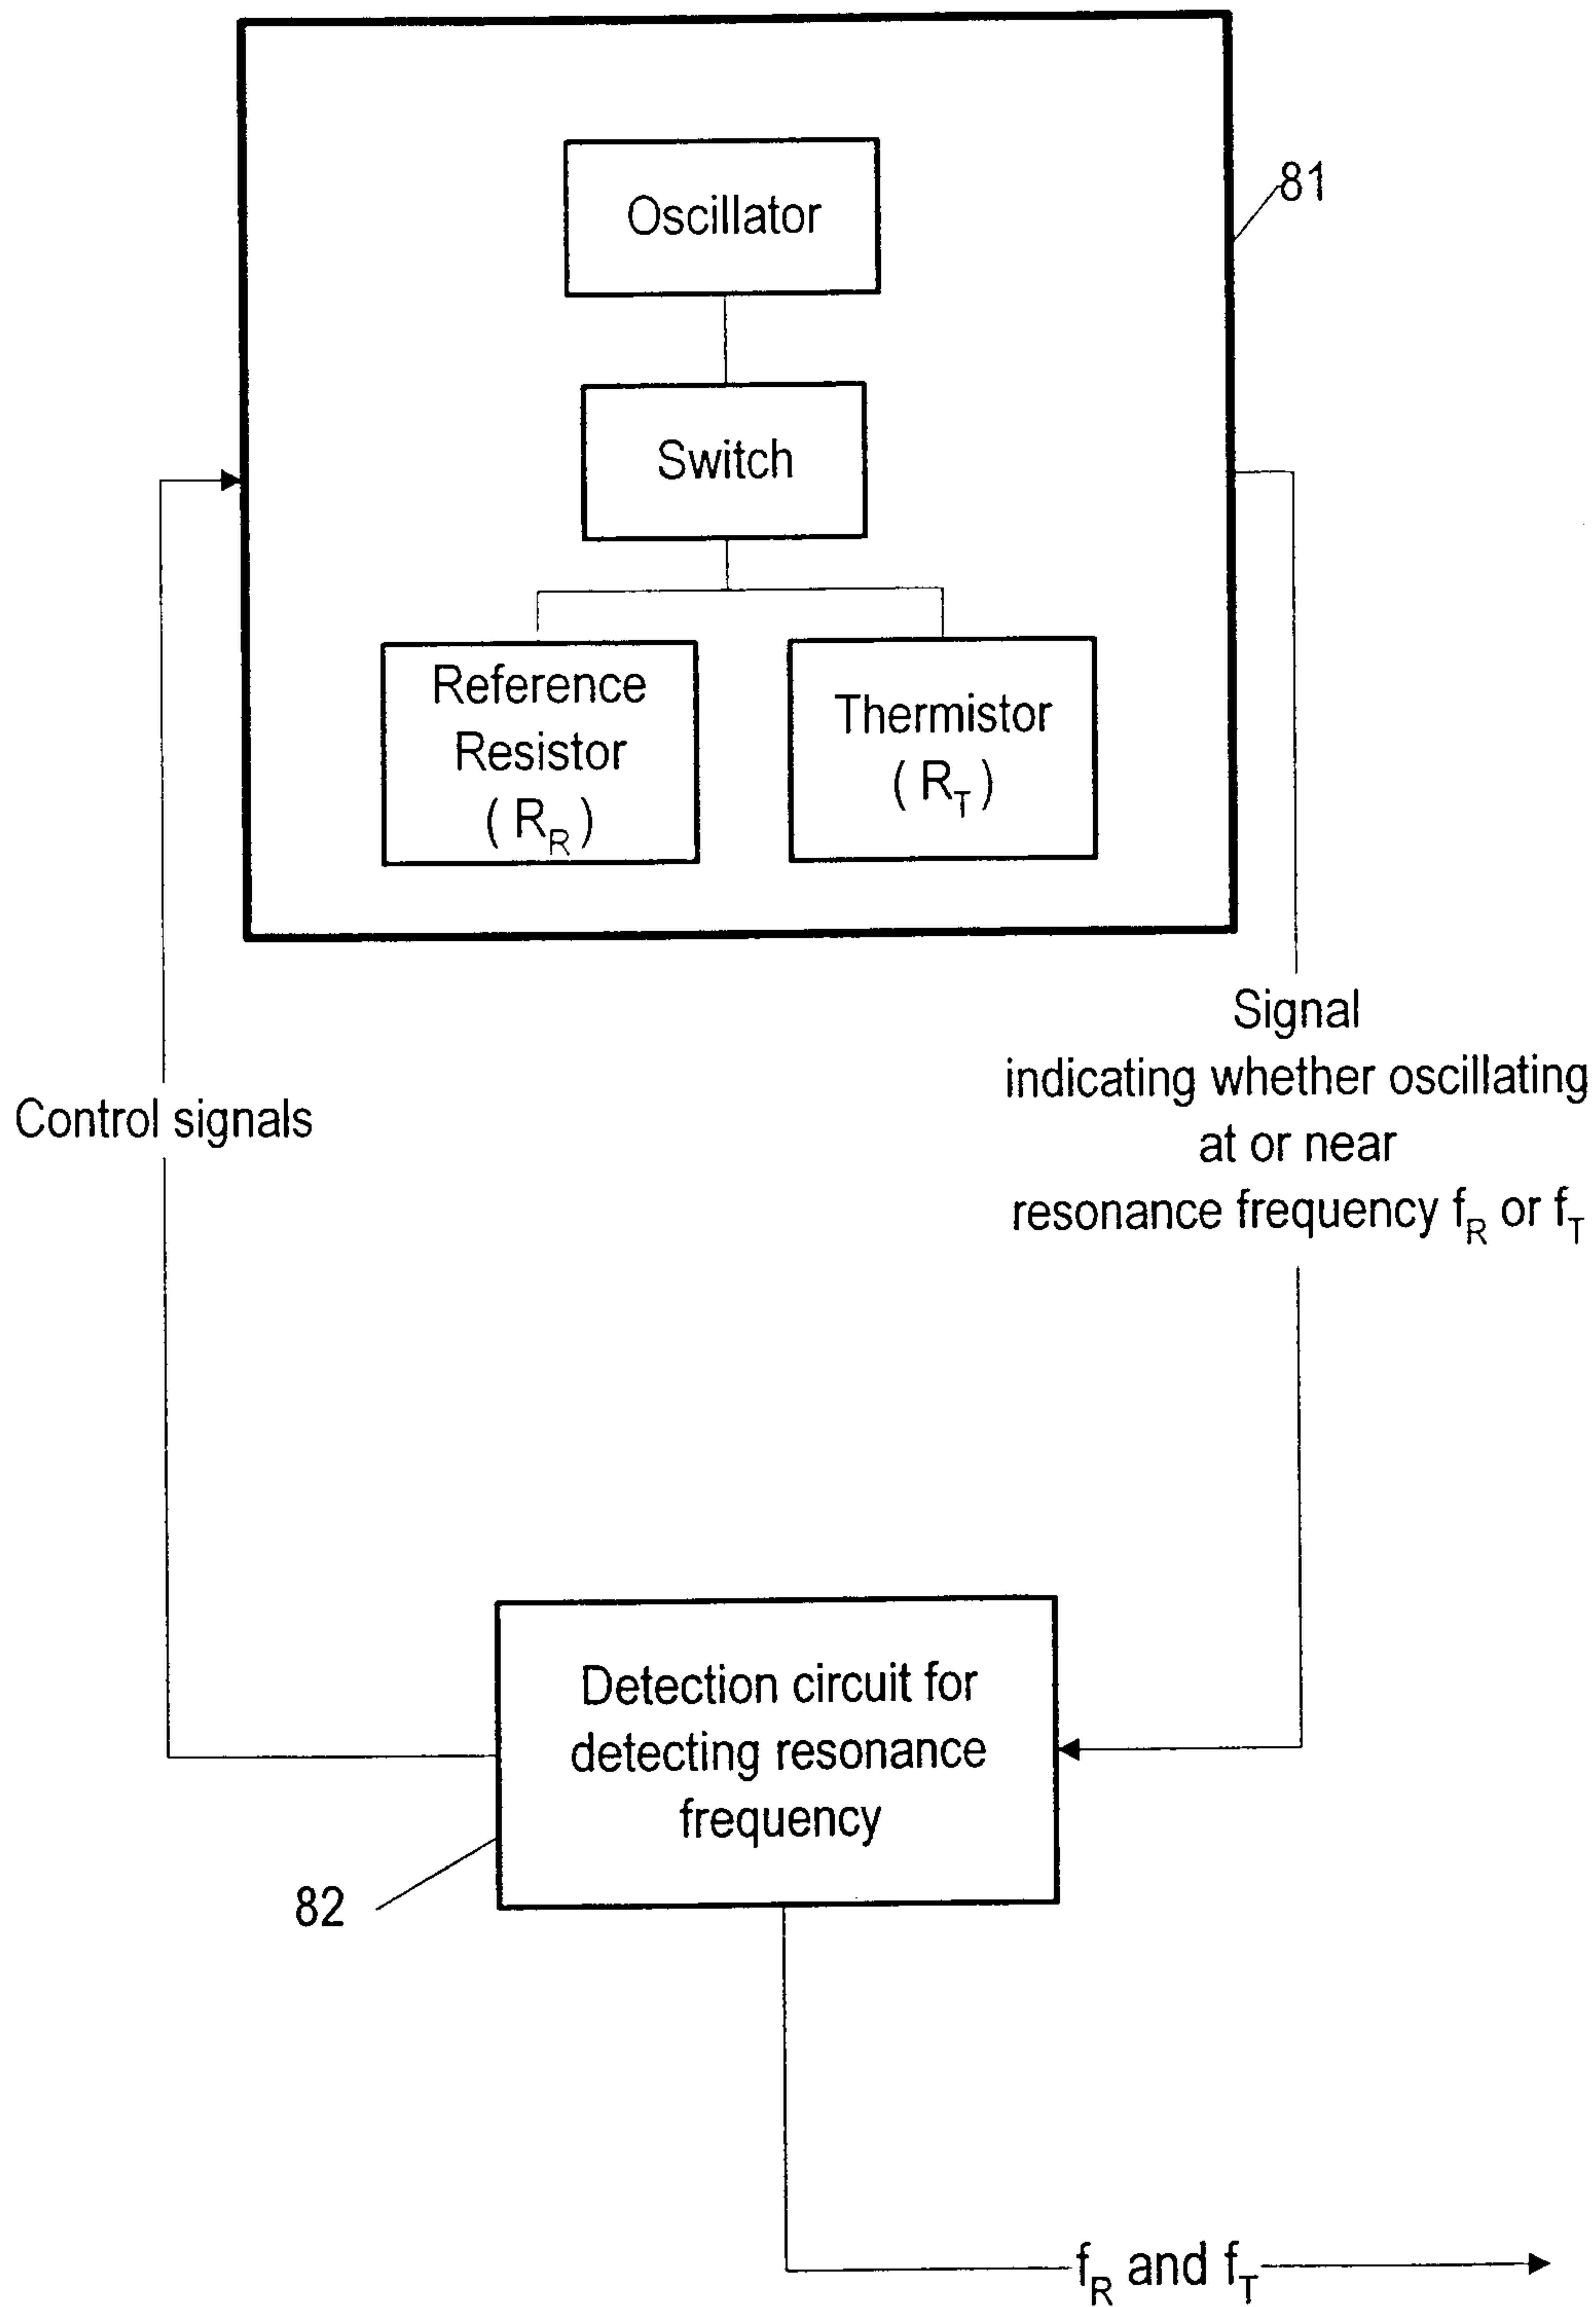 81
Oscillator
Switch
Reference
Resistor
( R_R )
Thermistor
( R_T )
Signal
indicating whether oscillating
at or near
resonance frequency f_R or f_T
Control signals
Detection circuit for
detecting resonance
frequency
82
f_R and f_T